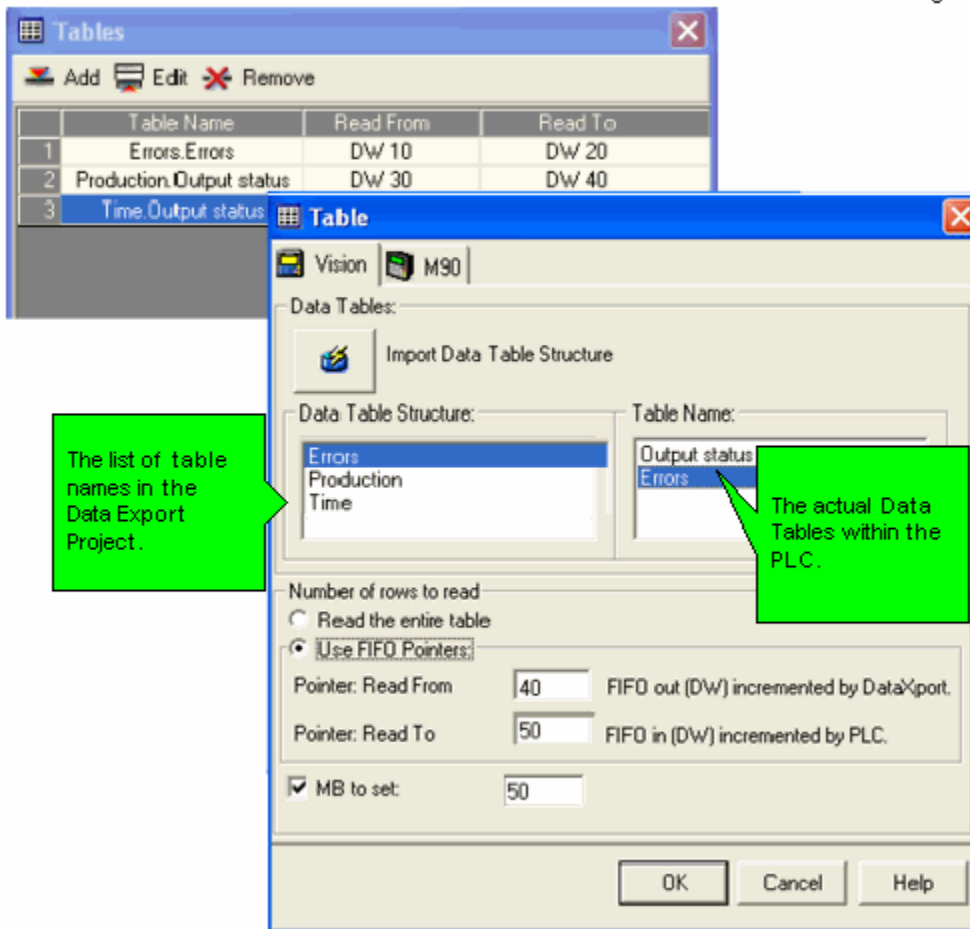 Tables
Add Edit Remove
Table Name Read From Read To
1 Errors.Errors DW 10 DW 20
2 Production.Output status DW 30 DW 40
3 Time.Output status
Table
Vision M90
Data Tables:
Import Data Table Structure
Data Table Structure:
Errors
Production
Time
Table Name:
Output status
Errors
The list of table
names in the
Data Export
Project.
The actual Data
Tables within the
PLC.
Number of rows to read
Read the entire table
Use FIFO Pointers:
Pointer: Read From 40 FIFO out (DW) incremented by DataXport.
Pointer: Read To 50 FIFO in (DW) incremented by PLC.
MB to set: 50
OK Cancel Help